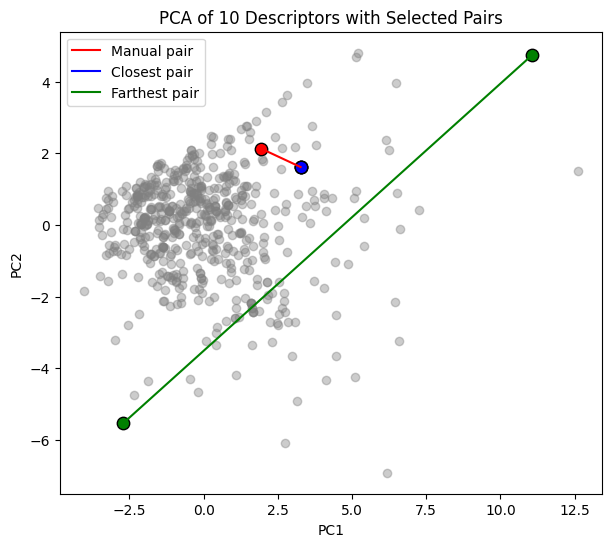 PCA of 10 Descriptors with Selected Pairs
Manual pair
Closest pair
Farthest pair
PC2
4
2
0
−2
−4
−6
−2.5 0.0 2.5 5.0 7.5 10.0 12.5
PC1